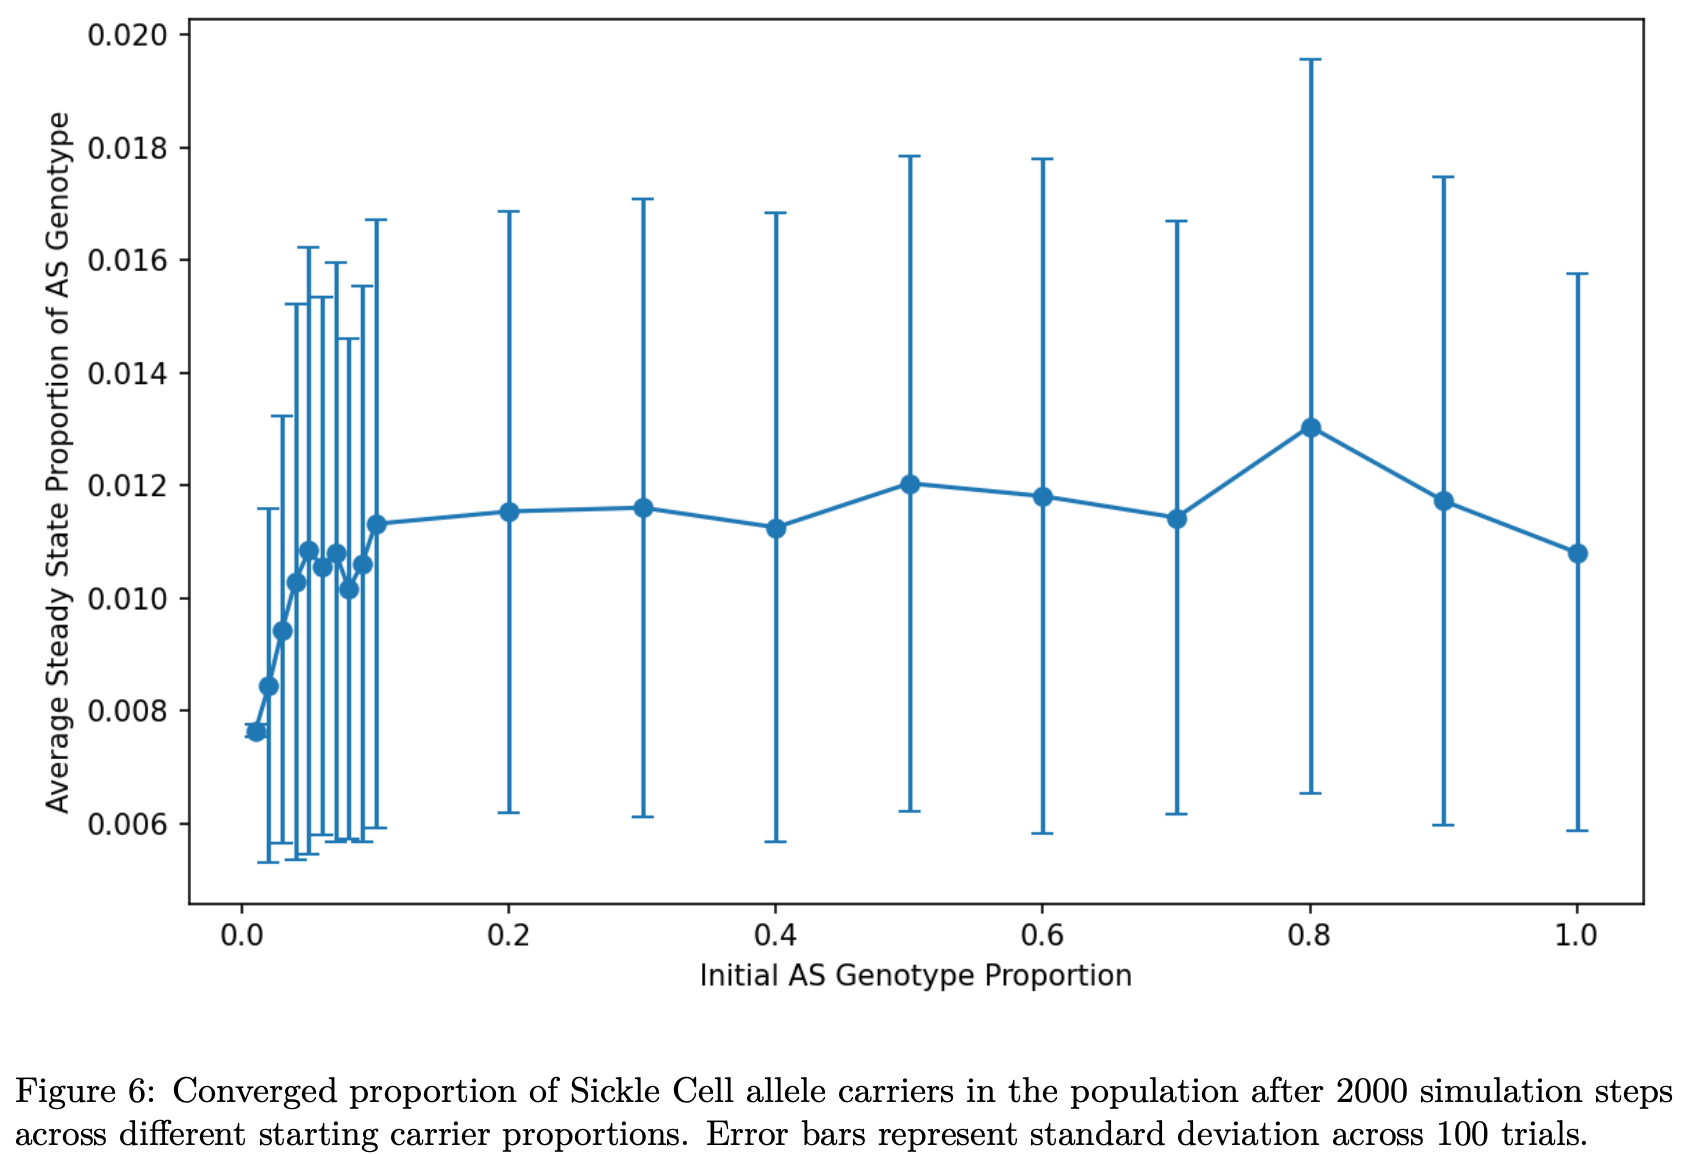 0.020
0.018
0.016
0.014
0.012
0.010
0.008
0.006
Average Steady State Proportion of AS Genotype
0.0 0.2 0.4 0.6 0.8 1.0
Initial AS Genotype Proportion
Figure 6: Converged proportion of Sickle Cell allele carriers in the population after 2000 simulation steps
across different starting carrier proportions. Error bars represent standard deviation across 100 trials.